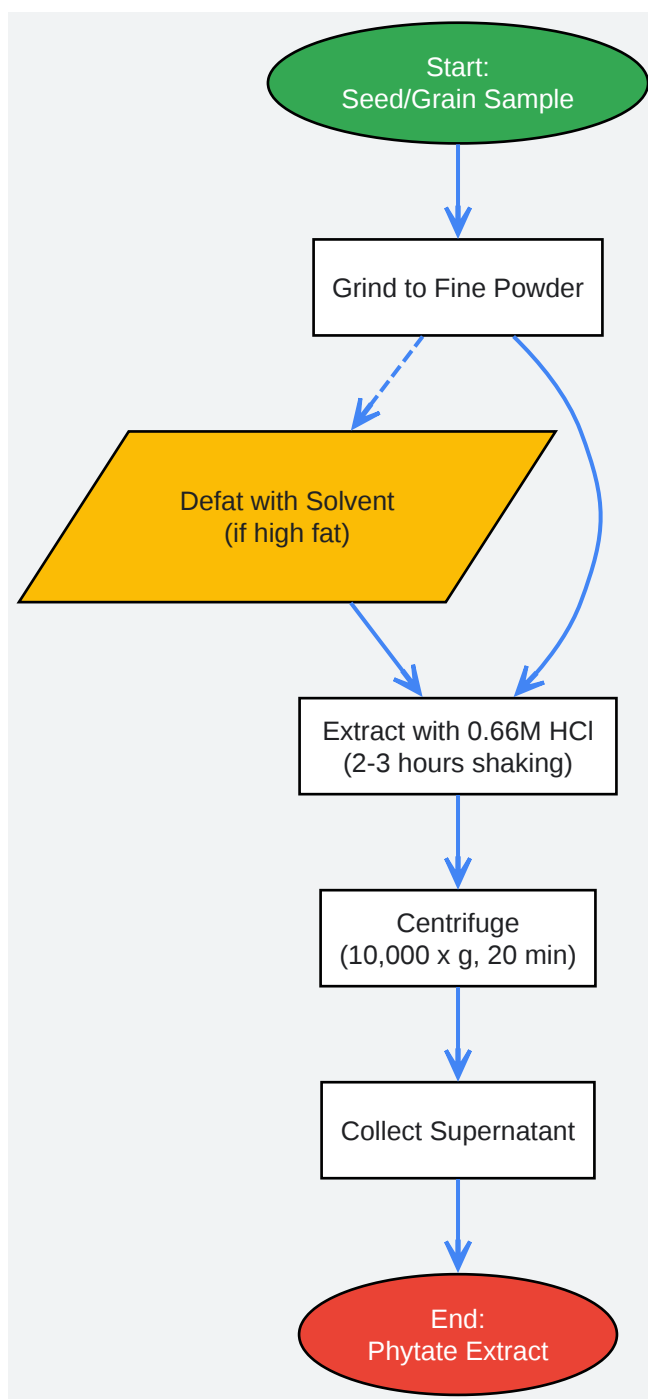 Start:
Seed/Grain Sample
Grind to Fine Powder
Defat with Solvent
(if high fat)
Extract with 0.66M HCl
(2-3 hours shaking)
Centrifuge
(10,000 x g, 20 min)
Collect Supernatant
End:
Phytate Extract